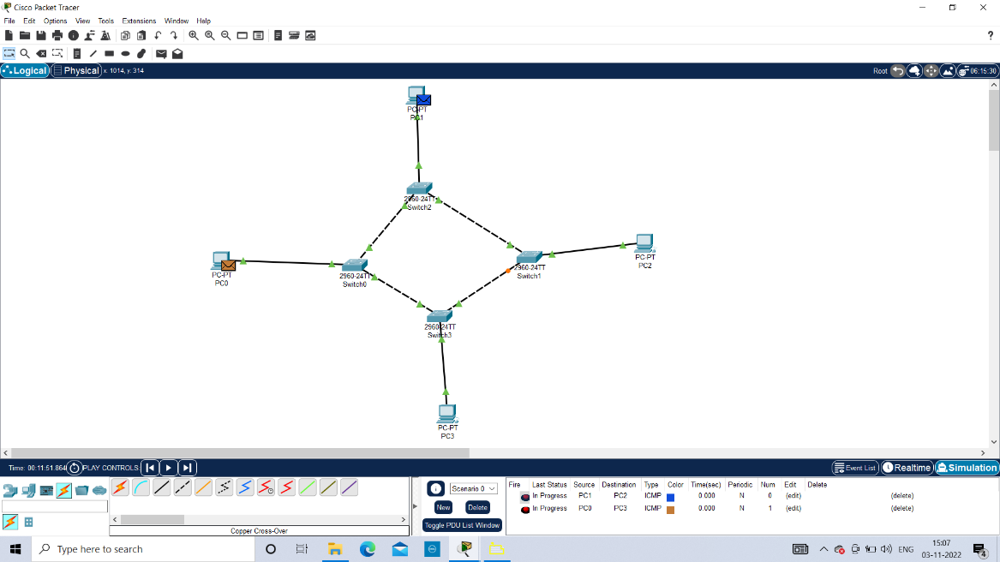 Cisco Packet Tracer
File Edit Options View Tools Extensions Window Help
?
Logical Physical x: 1014, y: 314 Root 06:15:30
PC-PT
PC1
2960-24TT
Switch2
PC-PT
PC2
PC-PT
PC0
2960-24TT
Switch0
2960-24TT
Switch1
2960-24TT
Switch3
PC-PT
PC3
Time: 00:11:51.864 PLAY CONTROLS: Event List Realtime Simulation
Scenario 0
New Delete
Toggle PDU List Window
Fire Last Status Source Destination Type Color Time(sec) Periodic Num Edit Delete
In Progress PC1 PC2 ICMP 0.000 N 0 (edit) (delete)
In Progress PC0 PC3 ICMP 0.000 N 1 (edit) (delete)
Copper Cross-Over
Type here to search
ENG
15:07
03-11-2022
4